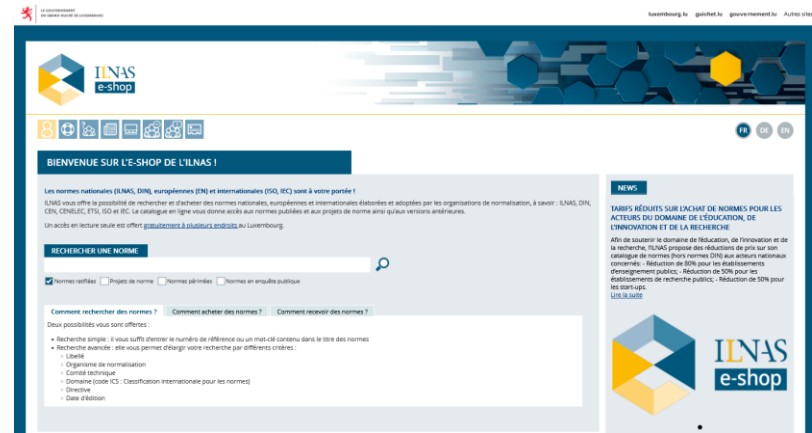 LE GOUVERNEMENT
DU GRAND-DUCHÉ DE LUXEMBOURG
luxembourg.lu guichet.lu gouvernement.lu Autres sites
ILNAS
e-shop
FR DE EN
BIENVENUE SUR L'E-SHOP DE L'ILNAS !
Les normes nationales (ILNAS, DIN), européennes (EN) et internationales (ISO, IEC) sont à votre portée !
ILNAS vous offre la possibilité de rechercher et d'acheter des normes nationales, européennes et internationales élaborées et adoptées par les organisations de normalisation, à savoir : ILNAS, DIN,
CEN, CENELEC, ETSI, ISO et IEC. Le catalogue en ligne vous donne accès aux normes publiées et aux projets de norme ainsi qu'aux versions antérieures.
Un accès en lecture seule est offert gratuitement à plusieurs endroits au Luxembourg.
RECHERCHER UNE NORME
Normes ratifiées Projets de norme Normes périmées Normes en enquête publique
Comment rechercher des normes ? Comment acheter des normes ? Comment recevoir des normes ?
Deux possibilités vous sont offertes :
Recherche simple : il vous suffit d'entrer le numéro de référence ou un mot-clé contenu dans le titre des normes
Recherche avancée : elle vous permet d'élargir votre recherche par différents critères :
Libellé
Organisme de normalisation
Comité technique
Domaine (code ICS : Classification internationale pour les normes)
Directive
Date d'édition
NEWS
TARIFS RÉDUITS SUR L'ACHAT DE NORMES POUR LES
ACTEURS DU DOMAINE DE L'ÉDUCATION, DE
L'INNOVATION ET DE LA RECHERCHE
Afin de soutenir le domaine de l'éducation, de l'innovation et de
la recherche, l'ILNAS propose des réductions de prix sur son
catalogue de normes (hors normes DIN) aux acteurs nationaux
concernés: - Réduction de 80% pour les établissements
d'enseignement publics; - Réduction de 50% pour les
établissements de recherche publics; - Réduction de 50% pour
les start-ups.
Lire la suite
ILNAS
e-shop